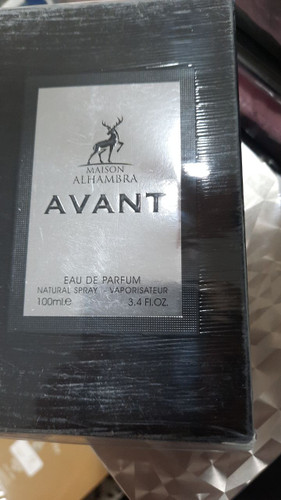 MAISON
ALHAMBRA
AVANT
EAU DE PARFUM
NATURAL SPRAY - VAPORISATEUR
100ml.e 3.4 Fl.OZ.